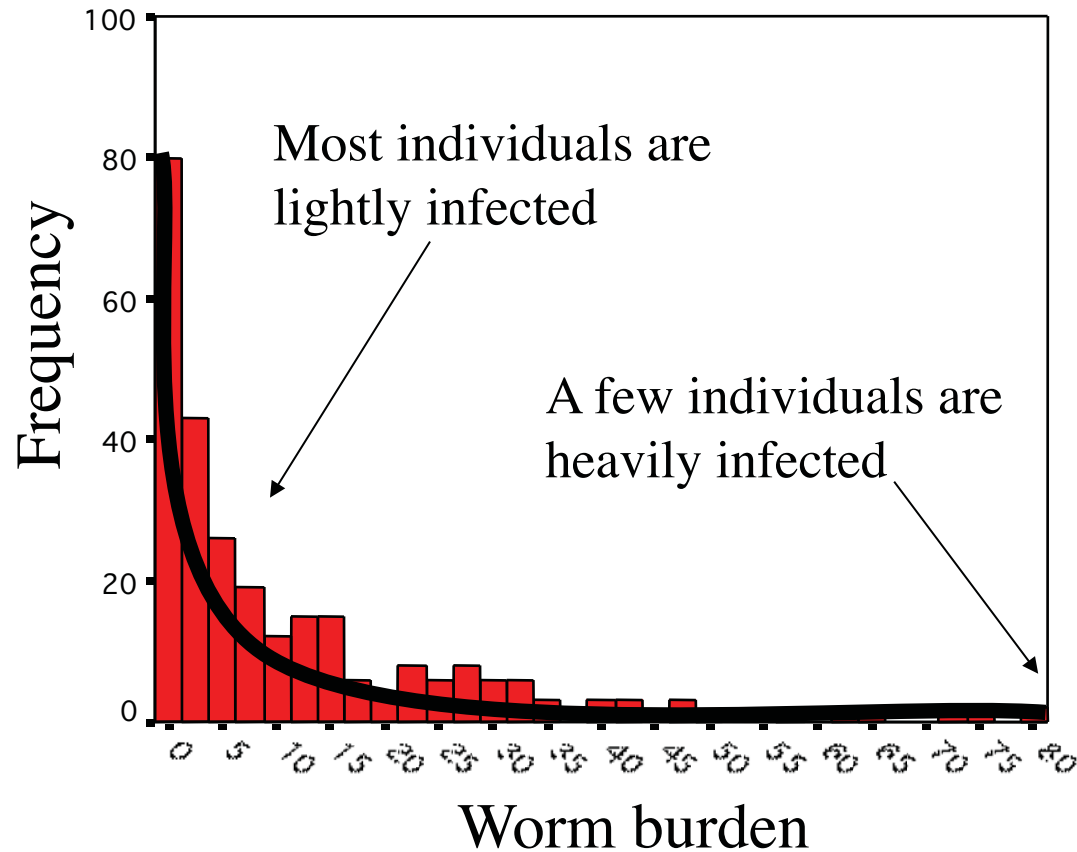 100
80
60
40
20
0
Frequency
Most individuals are
lightly infected
A few individuals are
heavily infected
0 5 10 15 20 25 30 35 40 45 50 55 60 65 70 75 80
Worm burden